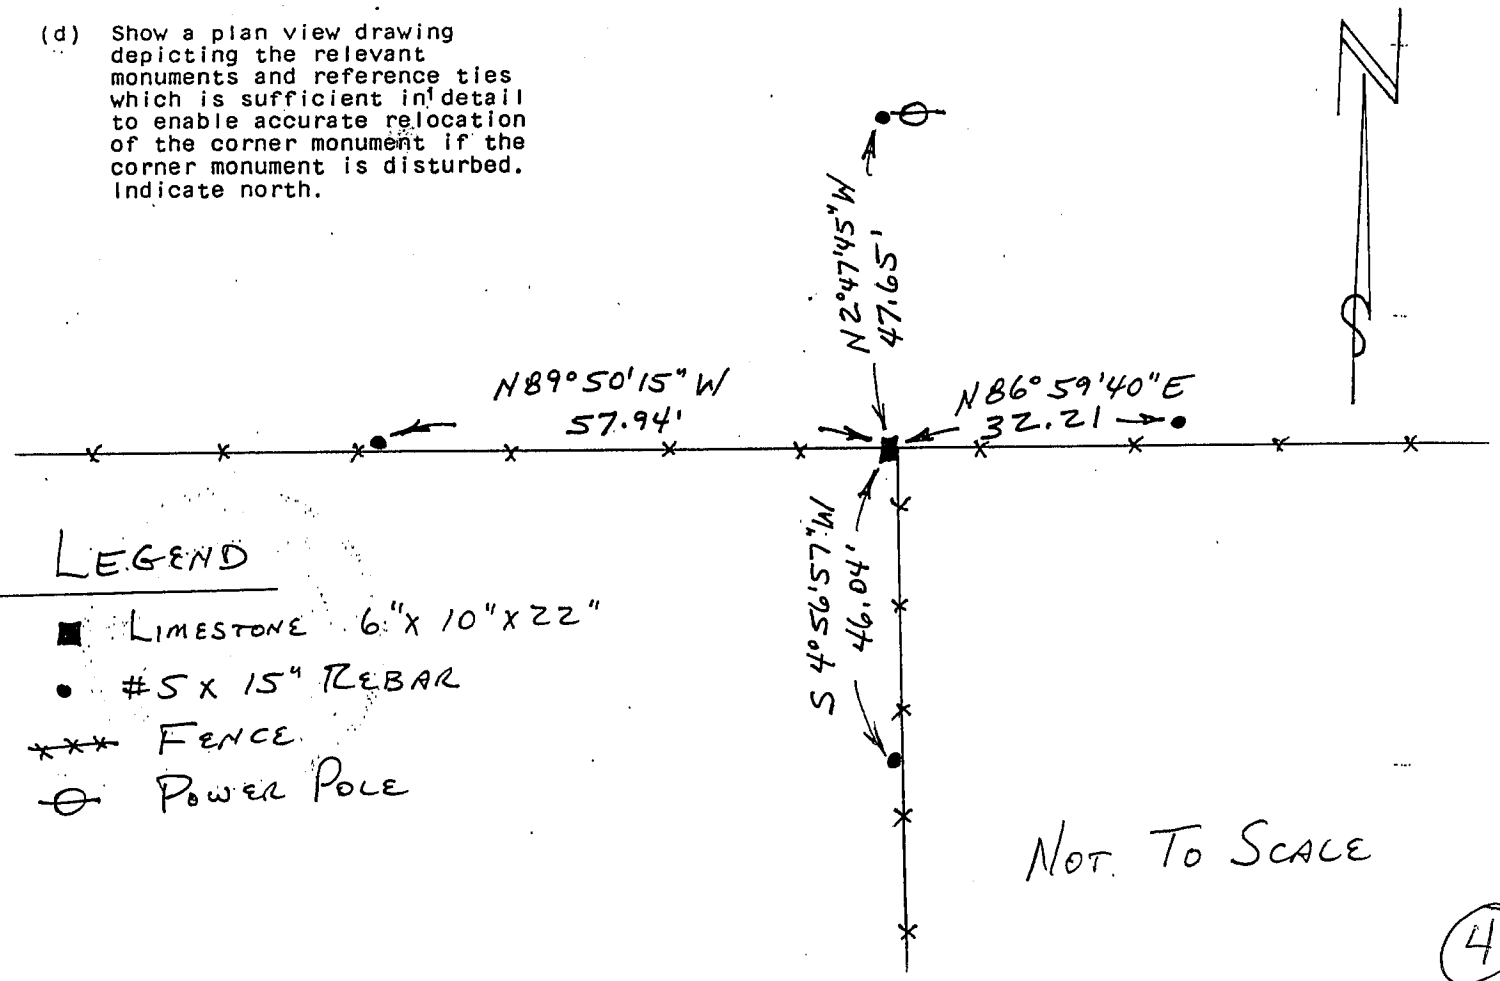 (d) Show a plan view drawing
depicting the relevant
monuments and reference ties
which is sufficient in detail
to enable accurate relocation
of the corner monument if the
corner monument is disturbed.
Indicate north.
N
S
N2°47'45"W
47.65'
N89°50'15"W
57.94'
N86°59'40"E
32.21
S 4°56'57"W
46.04'
LEGEND
LIMESTONE 6"x 10"x 22"
#5 x 15" REBAR
FENCE
POWER POLE
NOT TO SCALE
4